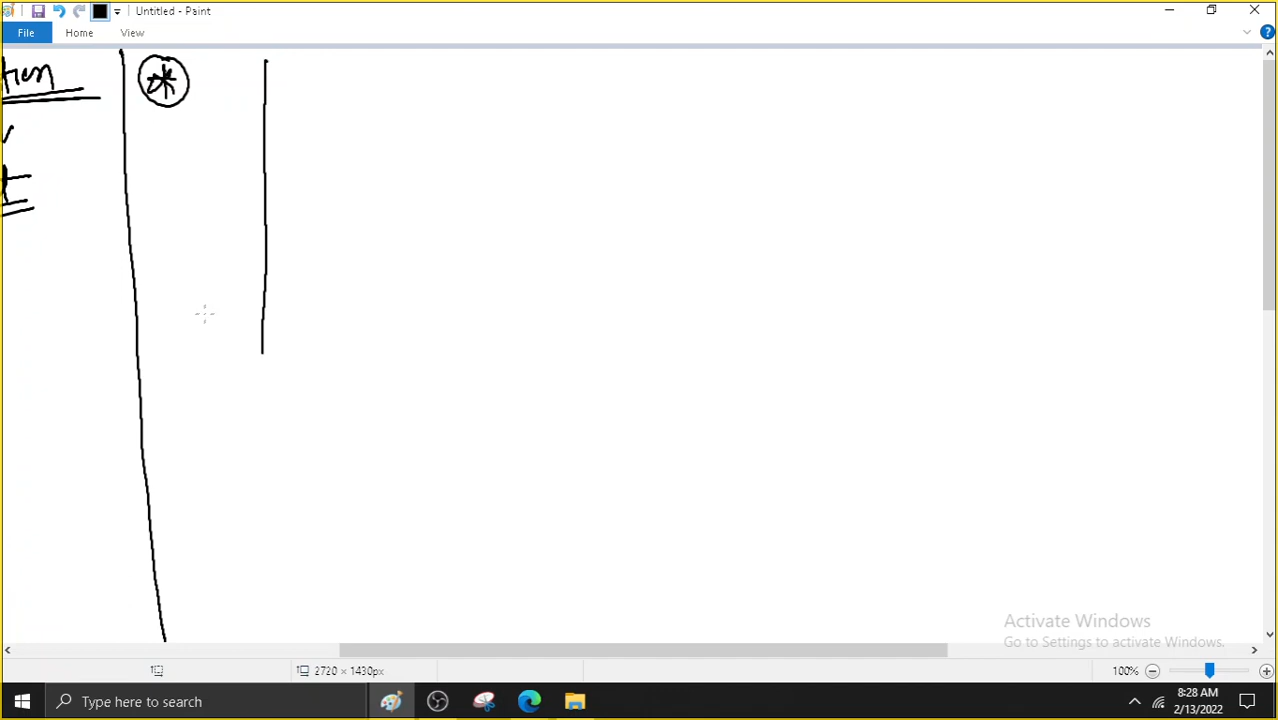 Untitled - Paint
File Home View
tion
*
Activate Windows
Go to Settings to activate Windows.
2720 × 1430px 100%
Type here to search
8:28 AM
2/13/2022